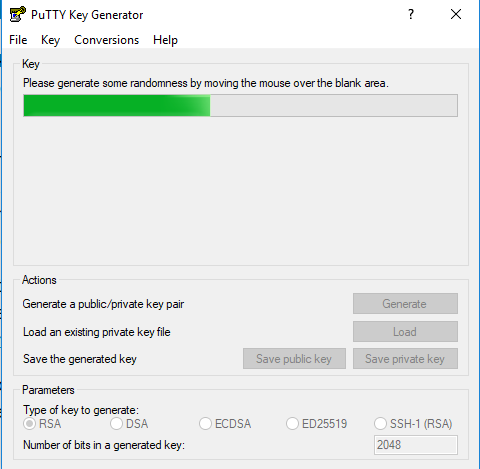 PuTTY Key Generator
?
File Key Conversions Help
Key
Please generate some randomness by moving the mouse over the blank area.
Actions
Generate a public/private key pair Generate
Load an existing private key file Load
Save the generated key Save public key Save private key
Parameters
Type of key to generate:
RSA DSA ECDSA ED25519 SSH-1 (RSA)
Number of bits in a generated key: 2048